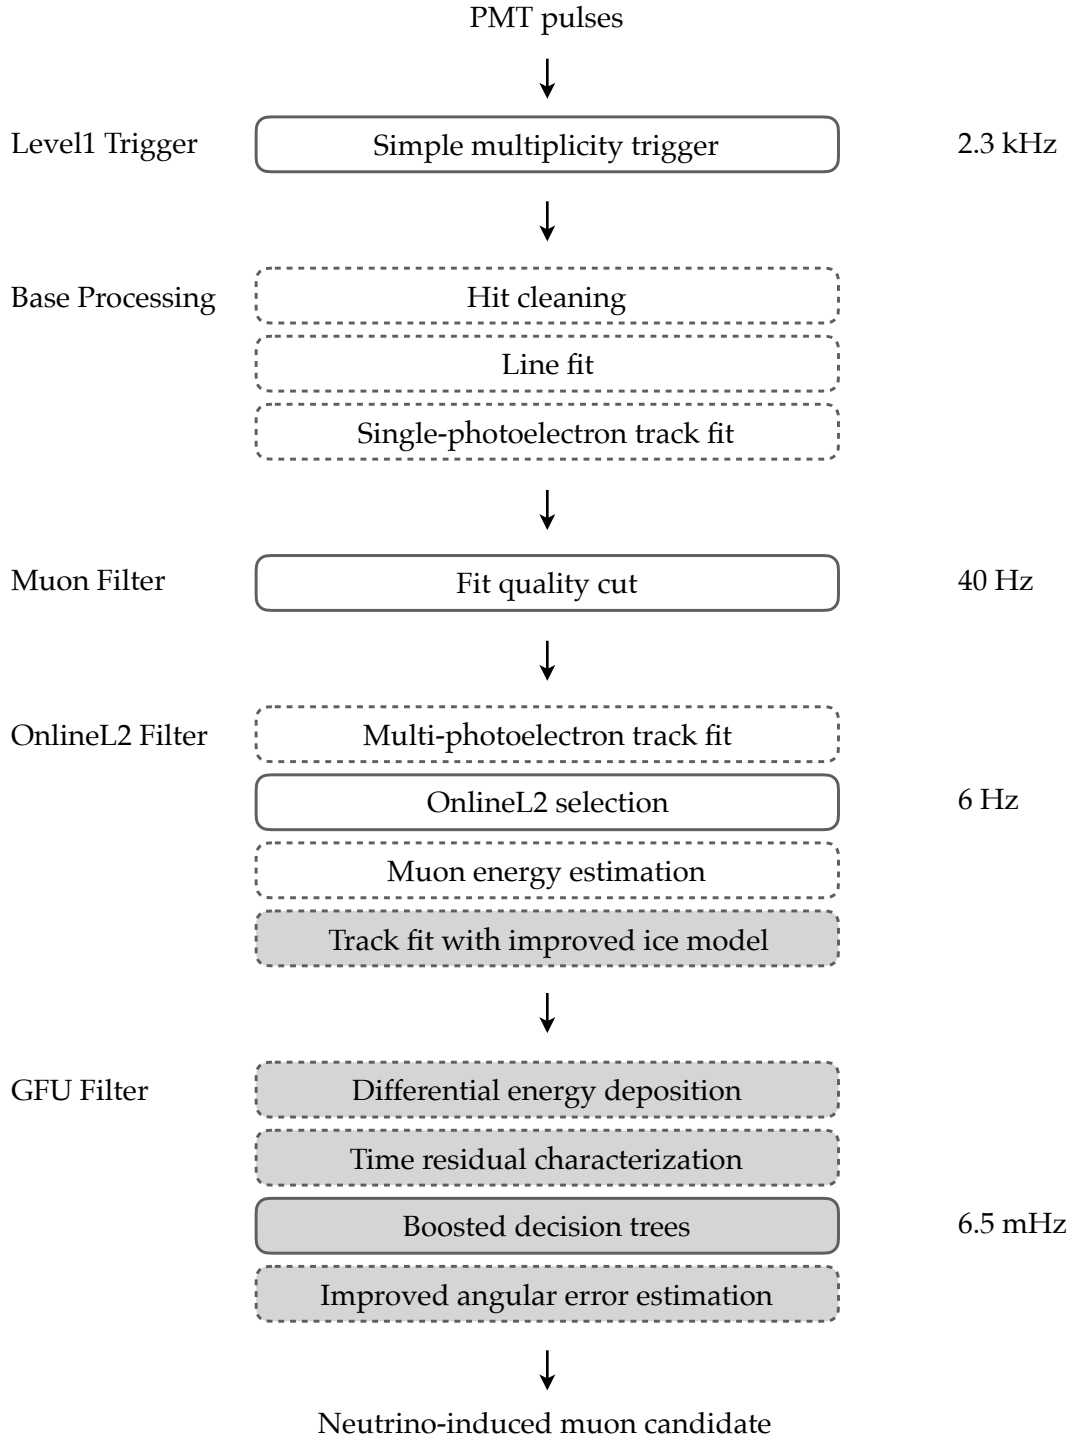 PMT pulses
Level1 Trigger
Simple multiplicity trigger
2.3 kHz
Base Processing
Hit cleaning
Line fit
Single-photoelectron track fit
Muon Filter
Fit quality cut
40 Hz
OnlineL2 Filter
Multi-photoelectron track fit
OnlineL2 selection
6 Hz
Muon energy estimation
Track fit with improved ice model
GFU Filter
Differential energy deposition
Time residual characterization
Boosted decision trees
6.5 mHz
Improved angular error estimation
Neutrino-induced muon candidate